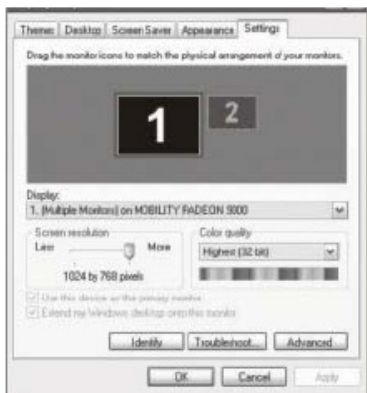 Themes Desktop Screen Saver Appearance Settings
Drag the monitor icons to match the physical arrangement of your monitors.
1 2
Display:
1. (Multiple Monitors) on MOBILITY RADEON 9000
Screen resolution Color quality
Less More Highest (32 bit)
1024 by 768 pixels
Use this device as the primary monitor.
Extend my Windows desktop onto this monitor.
Identify Troubleshoot... Advanced
OK Cancel Apply